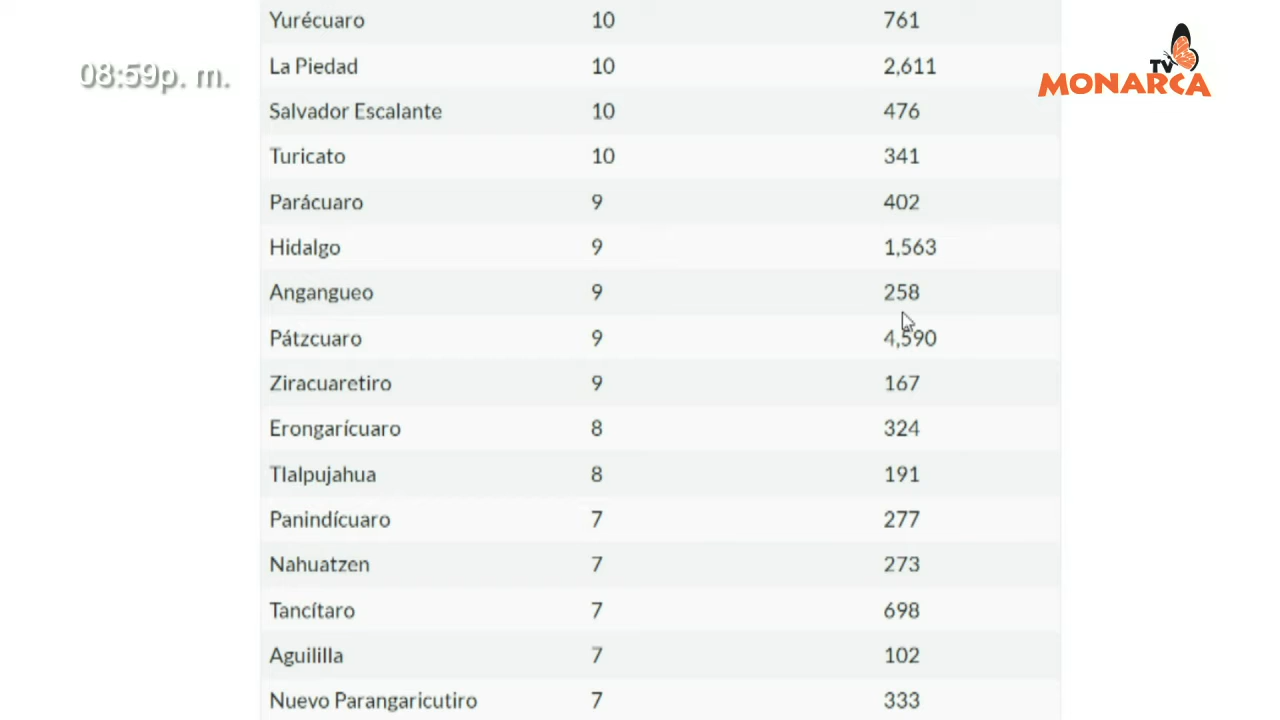 Yurécuaro 10 761
08:59p. m.
La Piedad 10 2,611
TV
MONARCA
Salvador Escalante 10 476
Turicato 10 341
Parácuaro 9 402
Hidalgo 9 1,563
Angangueo 9 258
Pátzcuaro 9 4,590
Ziracuaretiro 9 167
Erongarícuaro 8 324
Tlalpujahua 8 191
Panindícuaro 7 277
Nahuatzen 7 273
Tancítaro 7 698
Aguililla 7 102
Nuevo Parangaricutiro 7 333